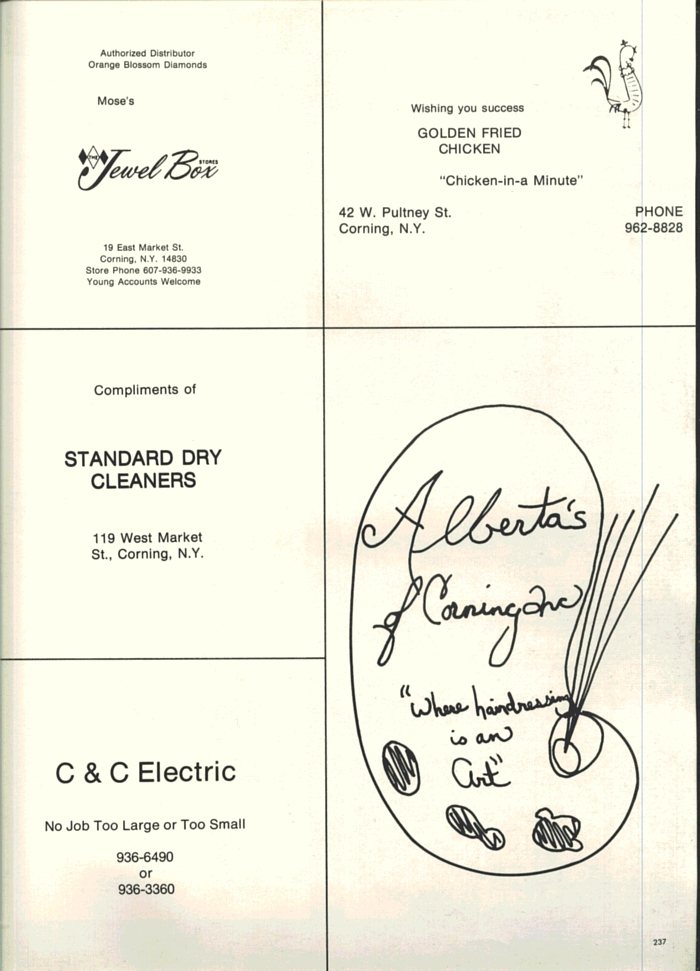 Authorized Distributor
Orange Blossom Diamonds
Mose's
THE
Jewel Box
STORES
19 East Market St.
Corning, N.Y. 14830
Store Phone 607-936-9933
Young Accounts Welcome
Wishing you success
GOLDEN FRIED
CHICKEN
"Chicken-in-a Minute"
42 W. Pultney St.
Corning, N.Y.
PHONE
962-8828
Compliments of
STANDARD DRY
CLEANERS
119 West Market
St., Corning, N.Y.
C & C Electric
No Job Too Large or Too Small
936-6490
or
936-3360
Alberta's
of Corning Inc
"Where hairdressing
is an
Art"
237